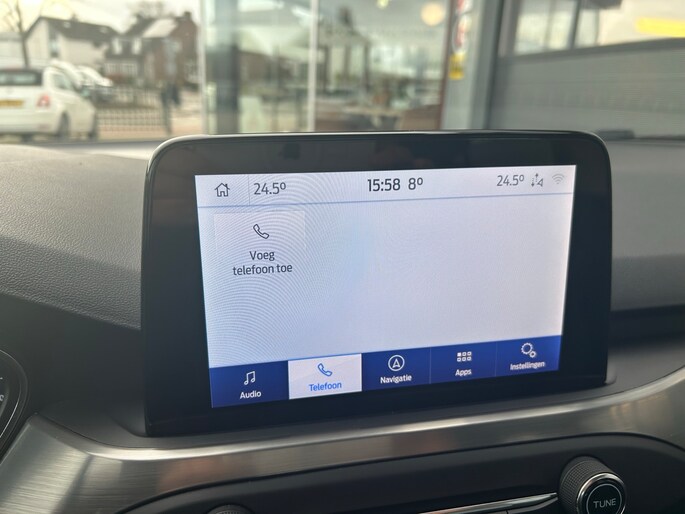 24.5°
15:58 8°
24.5°
Voeg
telefoon toe
Audio
Telefoon
Navigatie
Apps
Instellingen
TUNE